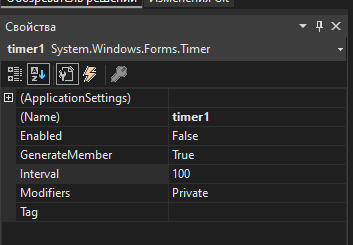 Обозреватель решений Изменения Git
Свойства
timer1 System.Windows.Forms.Timer
(ApplicationSettings)
(Name) timer1
Enabled False
GenerateMember True
Interval 100
Modifiers Private
Tag